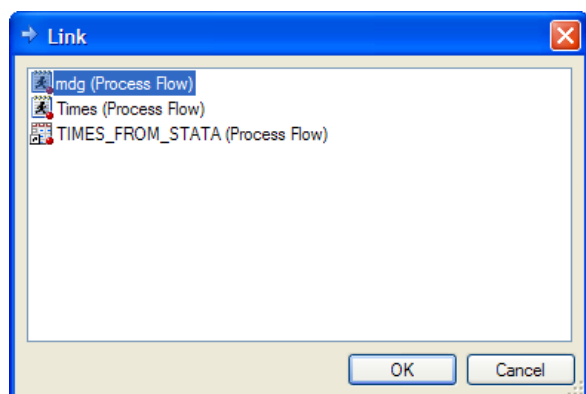 Link
mdg (Process Flow)
Times (Process Flow)
TIMES_FROM_STATA (Process Flow)
OK
Cancel